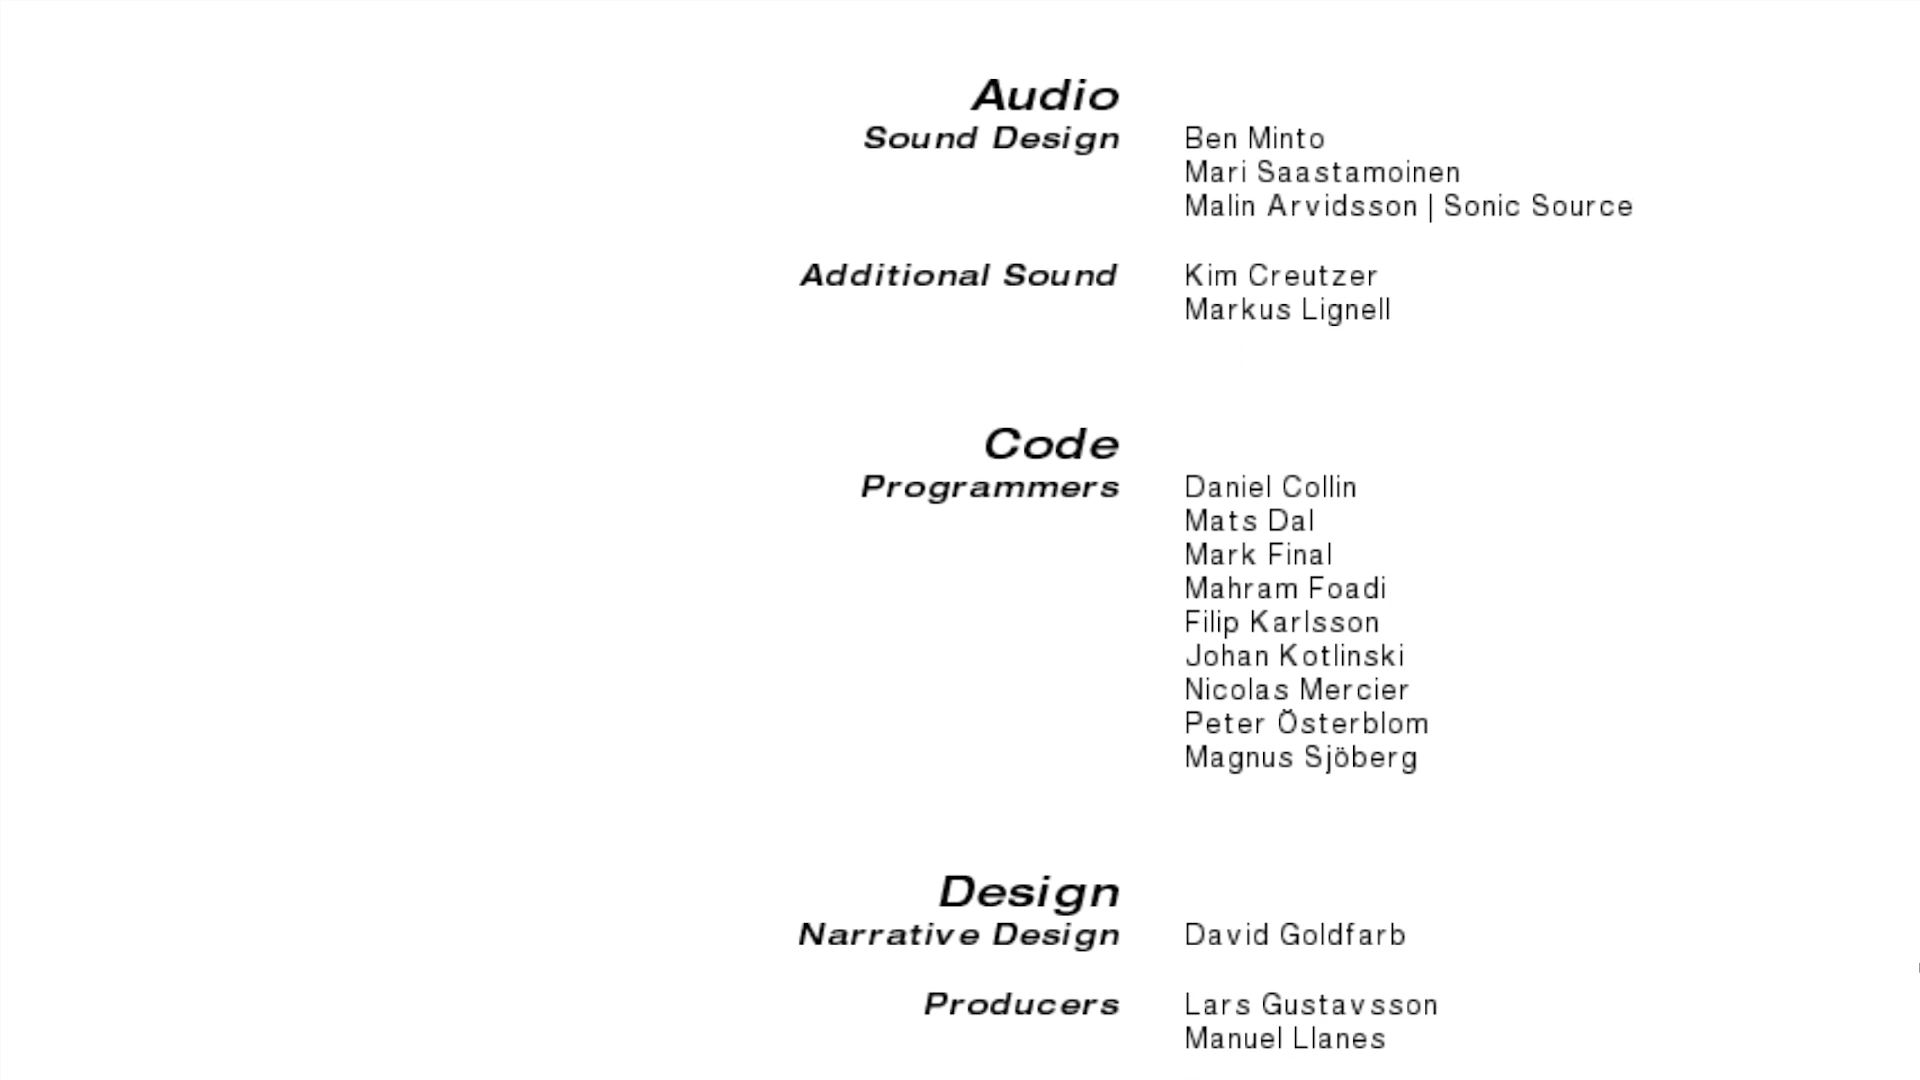 Audio
Sound Design Ben Minto
Mari Saastamoinen
Malin Arvidsson | Sonic Source
Additional Sound Kim Creutzer
Markus Lignell
Code
Programmers Daniel Collin
Mats Dal
Mark Final
Mahram Foadi
Filip Karlsson
Johan Kotlinski
Nicolas Mercier
Peter Österblom
Magnus Sjöberg
Design
Narrative Design David Goldfarb
Producers Lars Gustavsson
Manuel Llanes